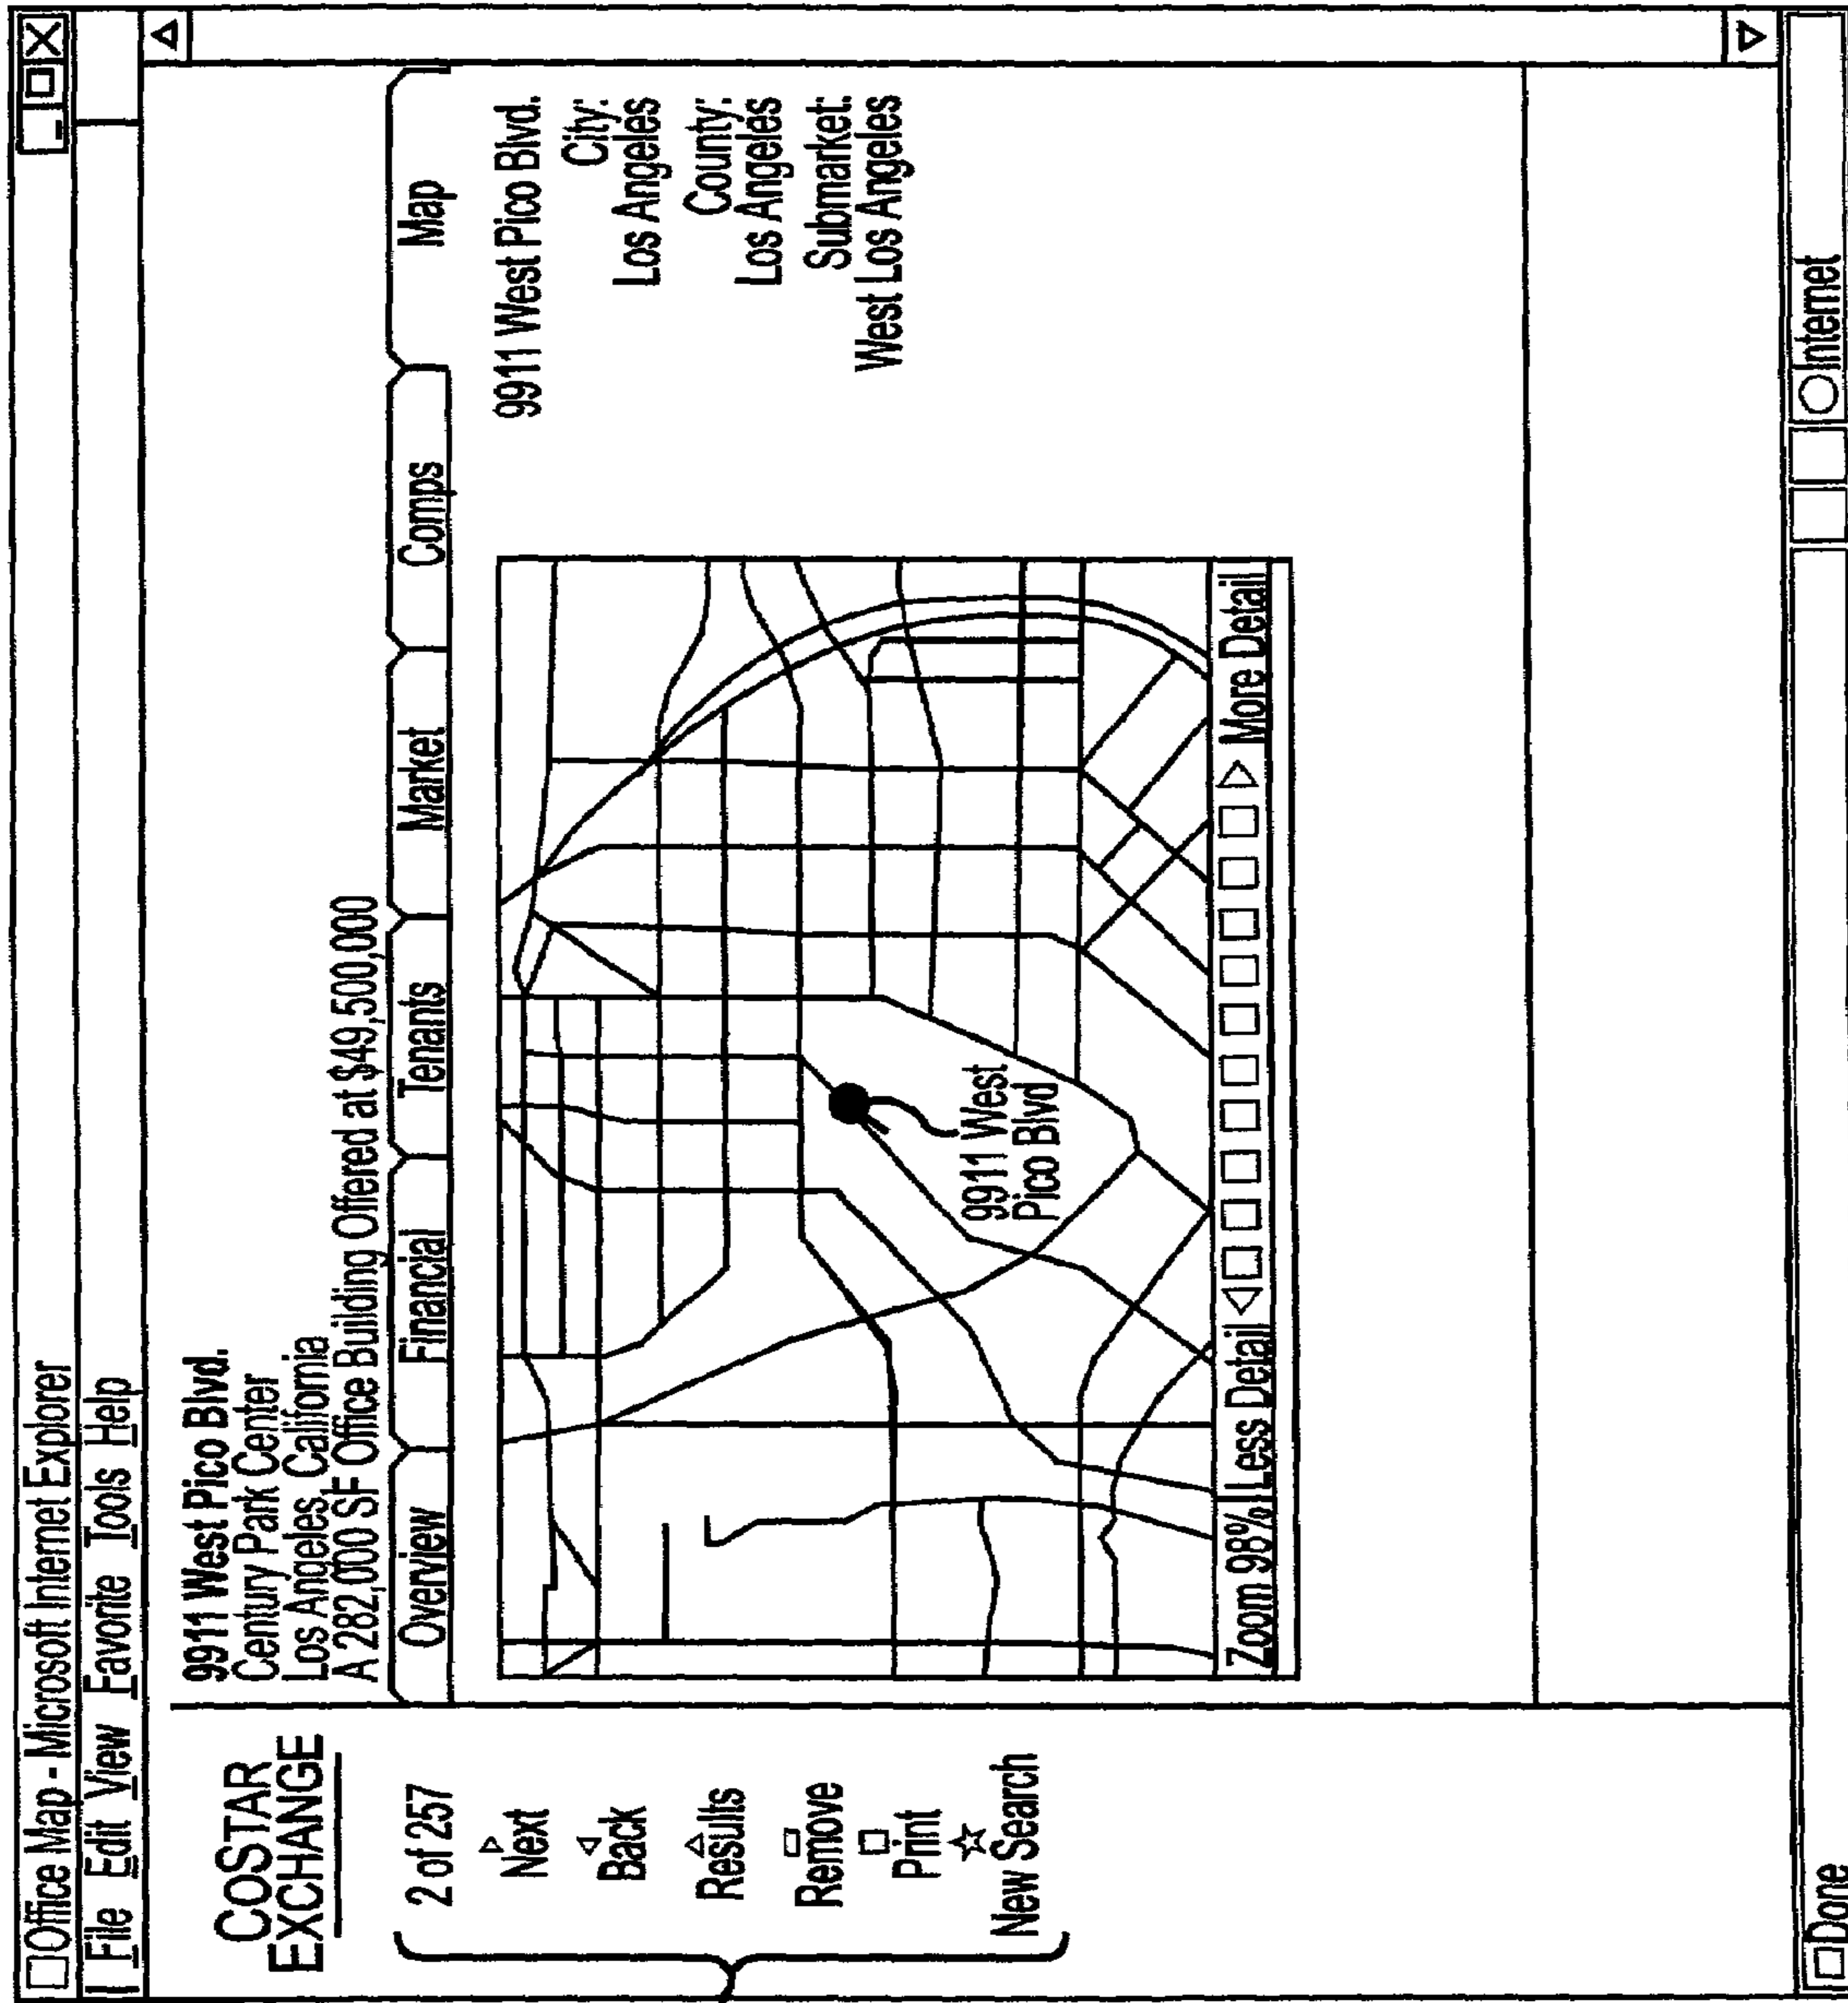 Office Map - Microsoft Internet Explorer
File Edit View Favorite Tools Help
COSTAR
EXCHANGE
2 of 257
Next
Back
Results
Remove
Print
New Search
9911 West Pico Blvd.
Century Park Center
Los Angeles, California
A 282,000 SF Office Building Offered at $49,500,000
Overview Financial Tenants Market Comps Map
9911 West
Pico Blvd
Zoom 98% Less Detail More Detail
9911 West Pico Blvd.
City:
Los Angeles
County:
Los Angeles
Submarket:
West Los Angeles
Done Internet